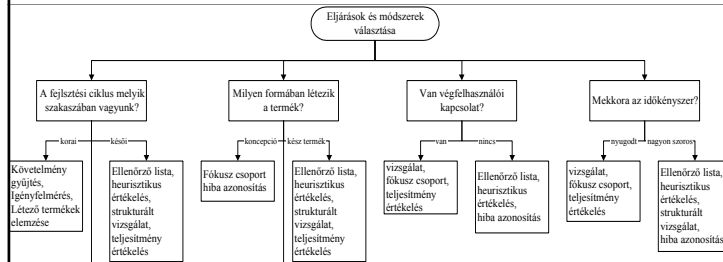 Eljárások és módszerek
választása
A fejlsztési ciklus melyik
szakaszában vagyunk?
Milyen formában létezik
a termék?
Van végfelhasználói
kapcsolat?
Mekkora az időkényszer?
korai
késői
koncepció
kész termék
van
nincs
nyugodt
nagyon szoros
Követelmény
gyűjtés,
Igényfelmérés,
Létező termékek
elemzése
Ellenőrző lista,
heurisztikus
értékelés,
strukturált
vizsgálat,
teljesítmény
értékelés
Fókusz csoport
hiba azonosítás
Ellenőrző lista,
heurisztikus
értékelés,
strukturált
vizsgálat,
teljesítmény
értékelés
vizsgálat,
fókusz csoport,
teljesítmény
értékelés
Ellenőrző lista,
heurisztikus
értékelés,
hiba azonosítás
vizsgálat,
fókusz csoport,
teljesítmény
értékelés
Ellenőrző lista,
heurisztikus
értékelés,
strukturált
vizsgálat,
hiba azonosítás